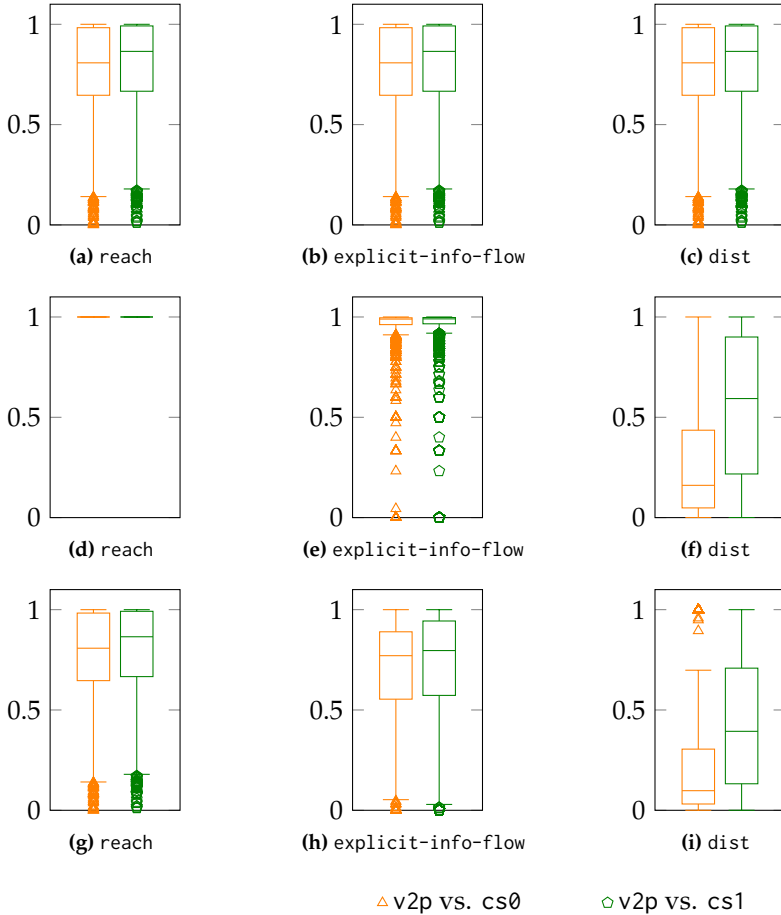 1
0.5
0
1
0.5
0
1
0.5
0
(a) reach
(b) explicit-info-flow
(c) dist
1
0.5
0
1
0.5
0
1
0.5
0
(d) reach
(e) explicit-info-flow
(f) dist
1
0.5
0
1
0.5
0
1
0.5
0
(g) reach
(h) explicit-info-flow
(i) dist
v2p vs. cs0
v2p vs. cs1